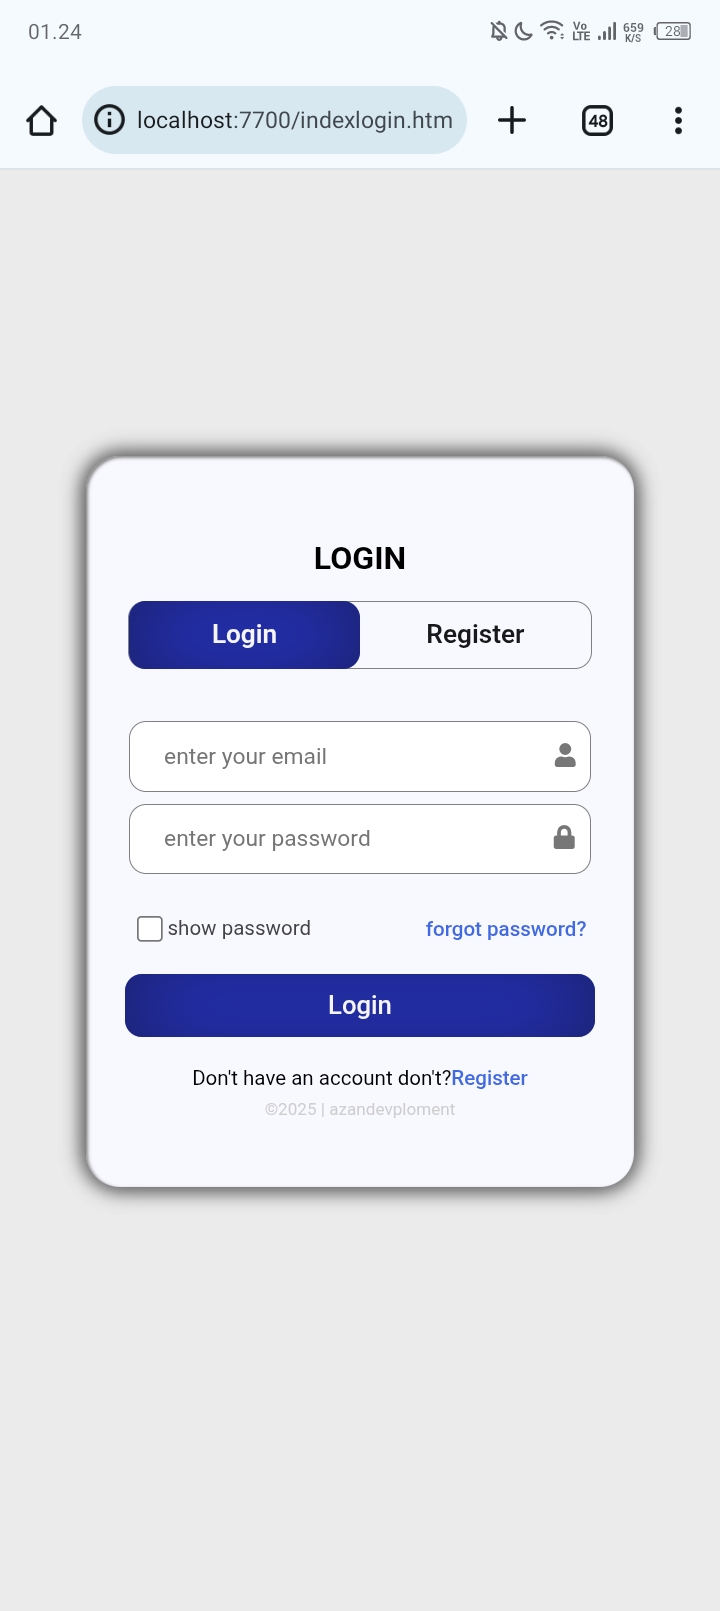 01.24
Vo LTE 659 K/S 28
localhost:7700/indexlogin.htm
48
LOGIN
Login Register
enter your email
enter your password
show password forgot password?
Login
Don't have an account don't?Register
©2025 | azandevploment